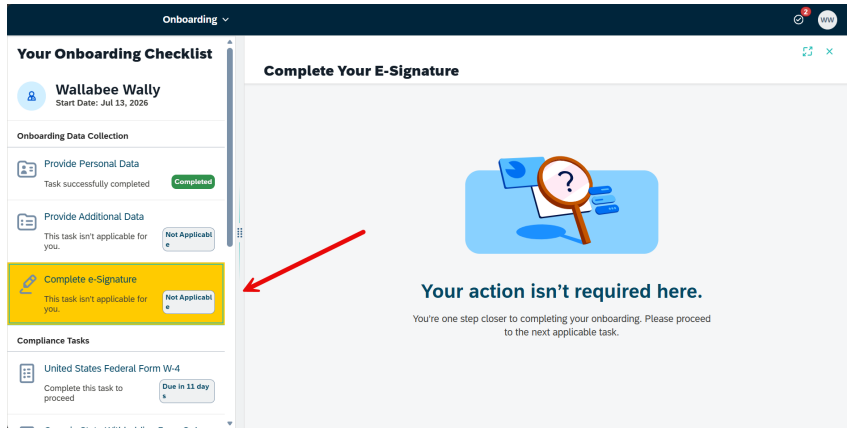 Onboarding
2
WW
Your Onboarding Checklist
Wallabee Wally
Start Date: Jul 13, 2026
Onboarding Data Collection
Provide Personal Data
Task successfully completed
Completed
Provide Additional Data
This task isn't applicable for
you.
Not Applicabl
e
Complete e-Signature
This task isn't applicable for
you.
Not Applicabl
e
Compliance Tasks
United States Federal Form W-4
Complete this task to
proceed
Due in 11 day
s
Complete Your E-Signature
?
Your action isn't required here.
You're one step closer to completing your onboarding. Please proceed
to the next applicable task.